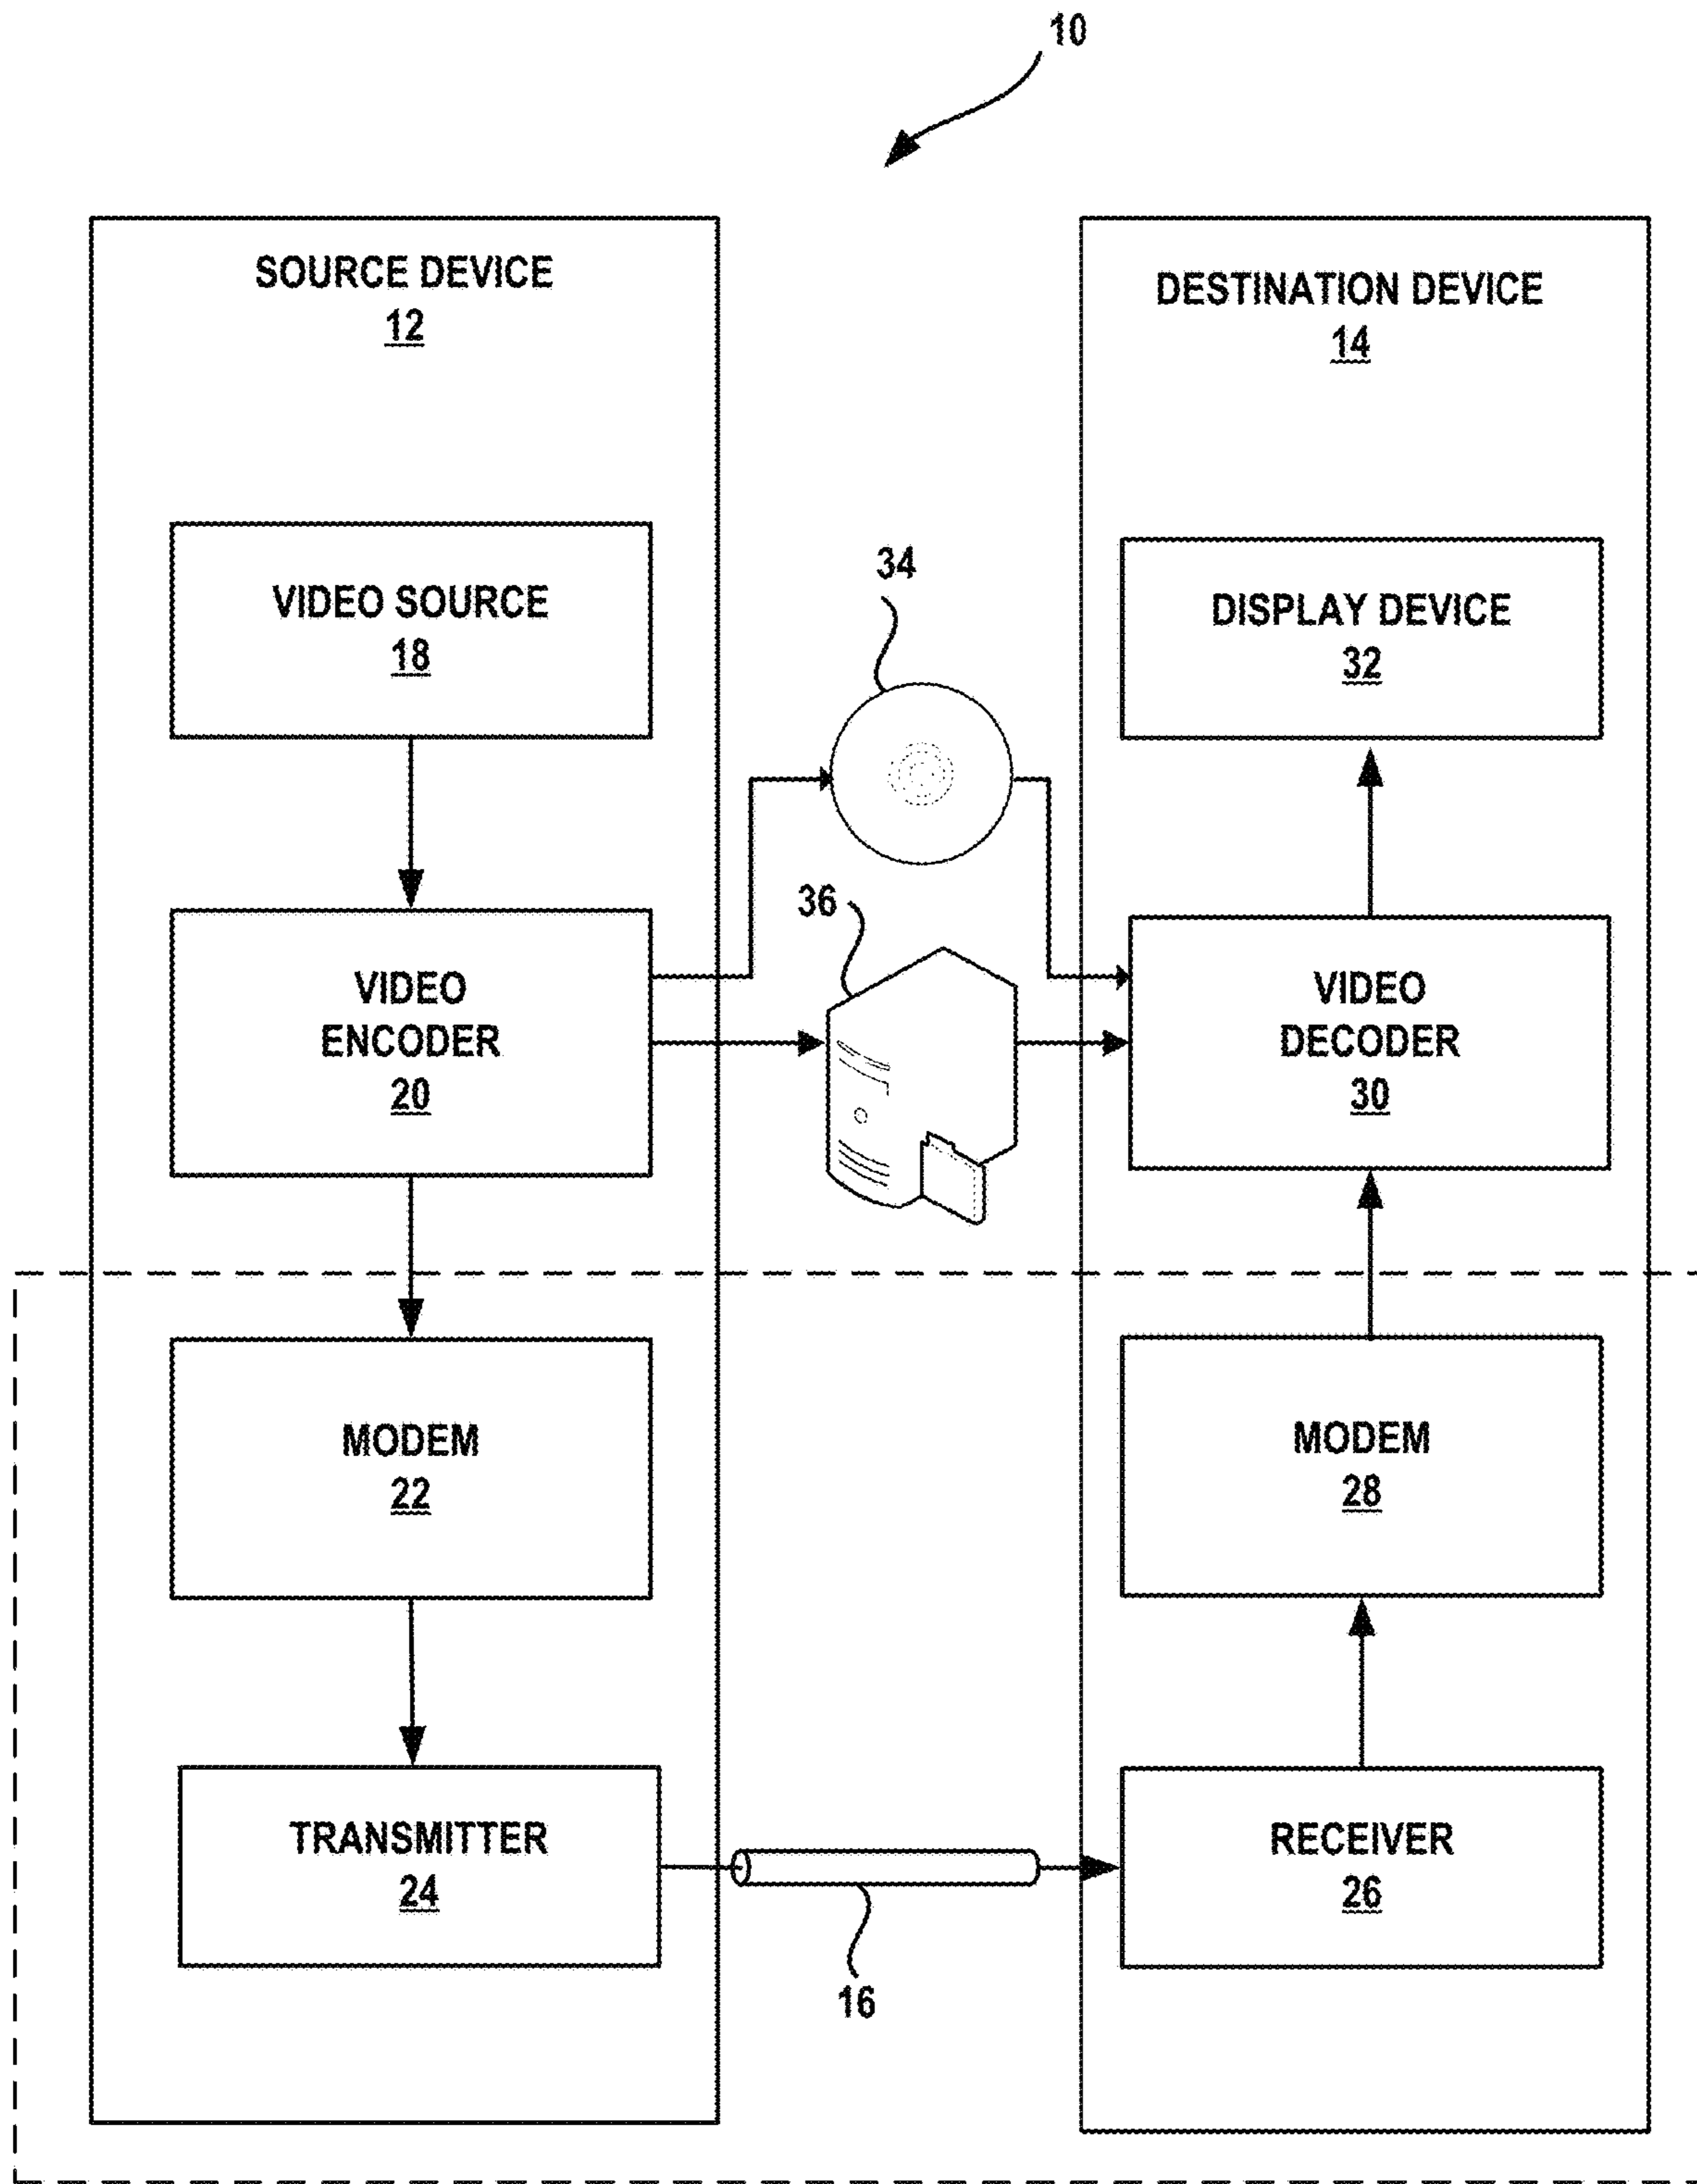 10
SOURCE DEVICE
12
VIDEO SOURCE
18
VIDEO
ENCODER
20
MODEM
22
TRANSMITTER
24
34
36
16
DESTINATION DEVICE
14
DISPLAY DEVICE
32
VIDEO
DECODER
30
MODEM
28
RECEIVER
26